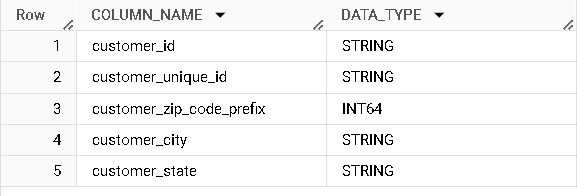 Row COLUMN_NAME DATA_TYPE
1 customer_id STRING
2 customer_unique_id STRING
3 customer_zip_code_prefix INT64
4 customer_city STRING
5 customer_state STRING